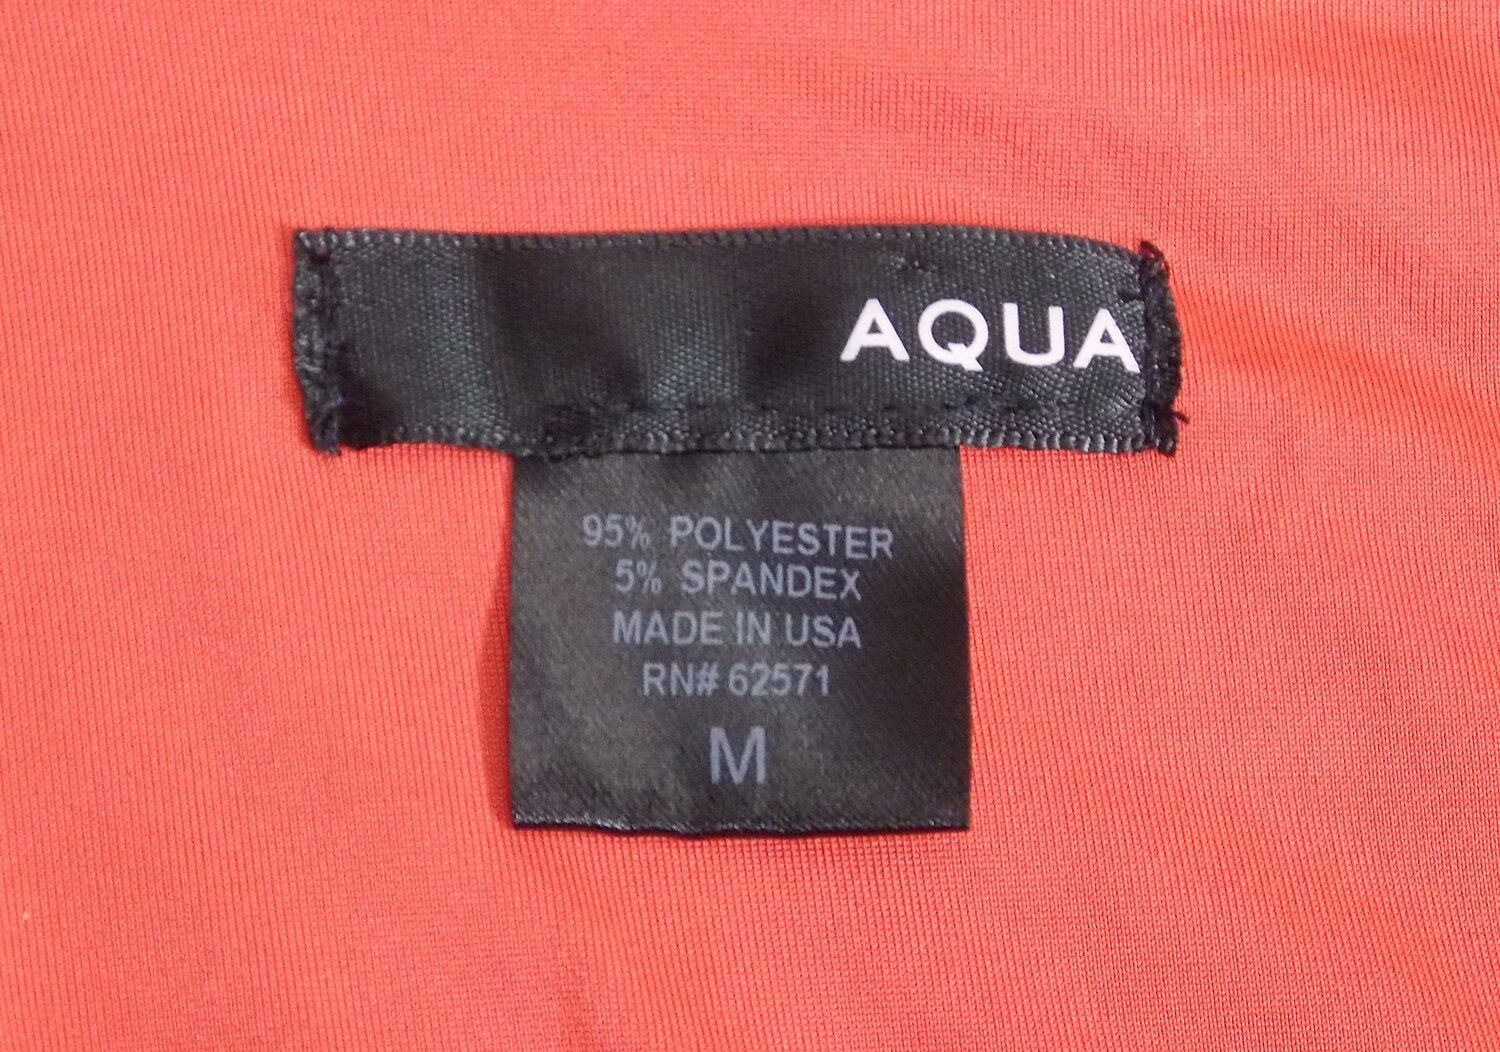 AQUA
95% POLYESTER
5% SPANDEX
MADE IN USA
RN# 62571
M